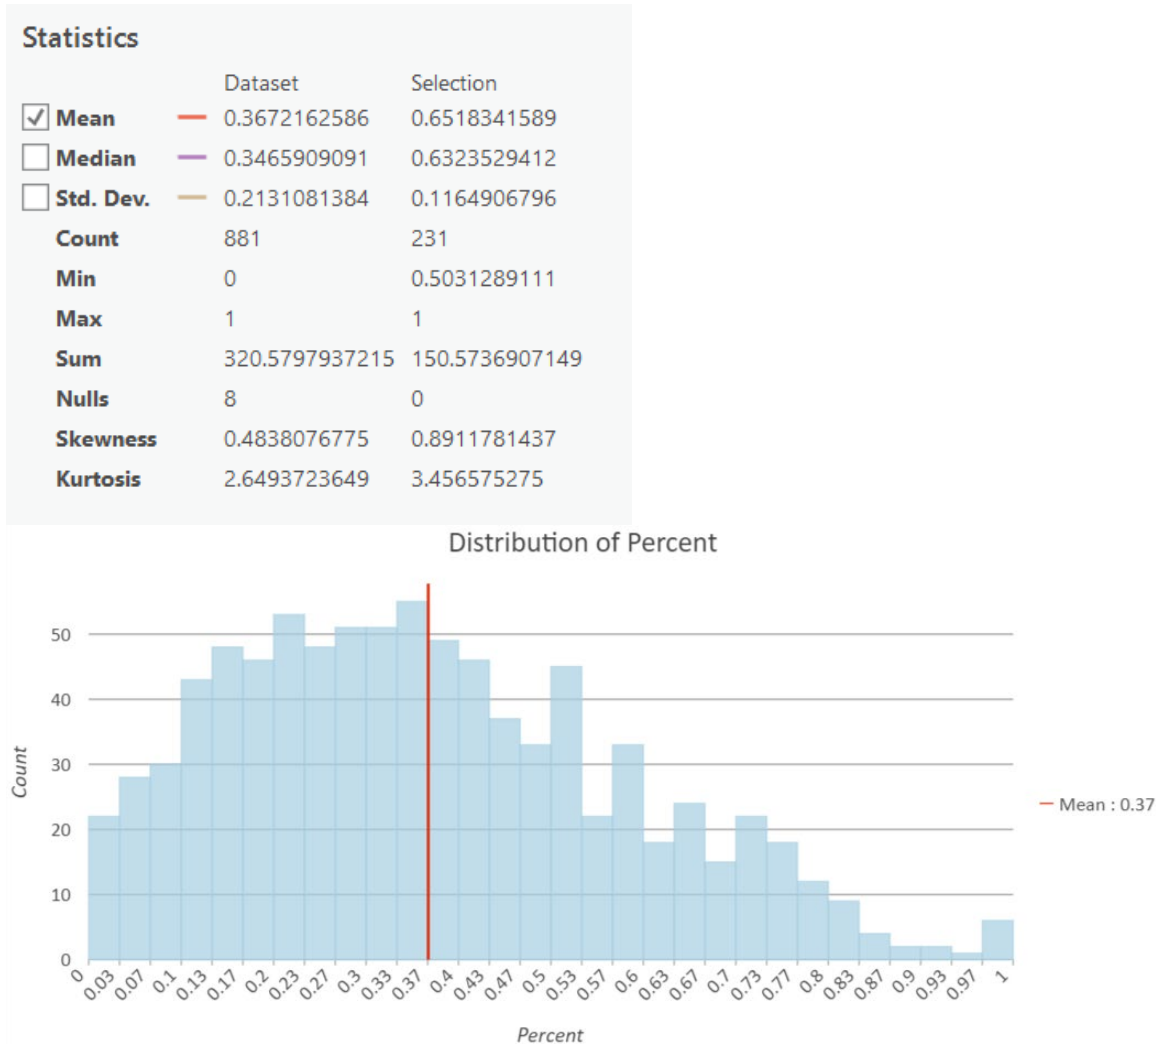 Statistics
Dataset Selection
Mean 0.3672162586 0.6518341589
Median 0.3465909091 0.6323529412
Std. Dev. 0.2131081384 0.1164906796
Count 881 231
Min 0 0.5031289111
Max 1 1
Sum 320.5797937215 150.5736907149
Nulls 8 0
Skewness 0.4838076775 0.8911781437
Kurtosis 2.6493723649 3.456575275
Distribution of Percent
50
40
30
20
10
0
Count
Mean : 0.37
0 0.03 0.07 0.1 0.13 0.17 0.2 0.23 0.27 0.3 0.33 0.37 0.4 0.43 0.47 0.5 0.53 0.57 0.6 0.63 0.67 0.7 0.73 0.77 0.8 0.83 0.87 0.9 0.93 0.97 1
Percent